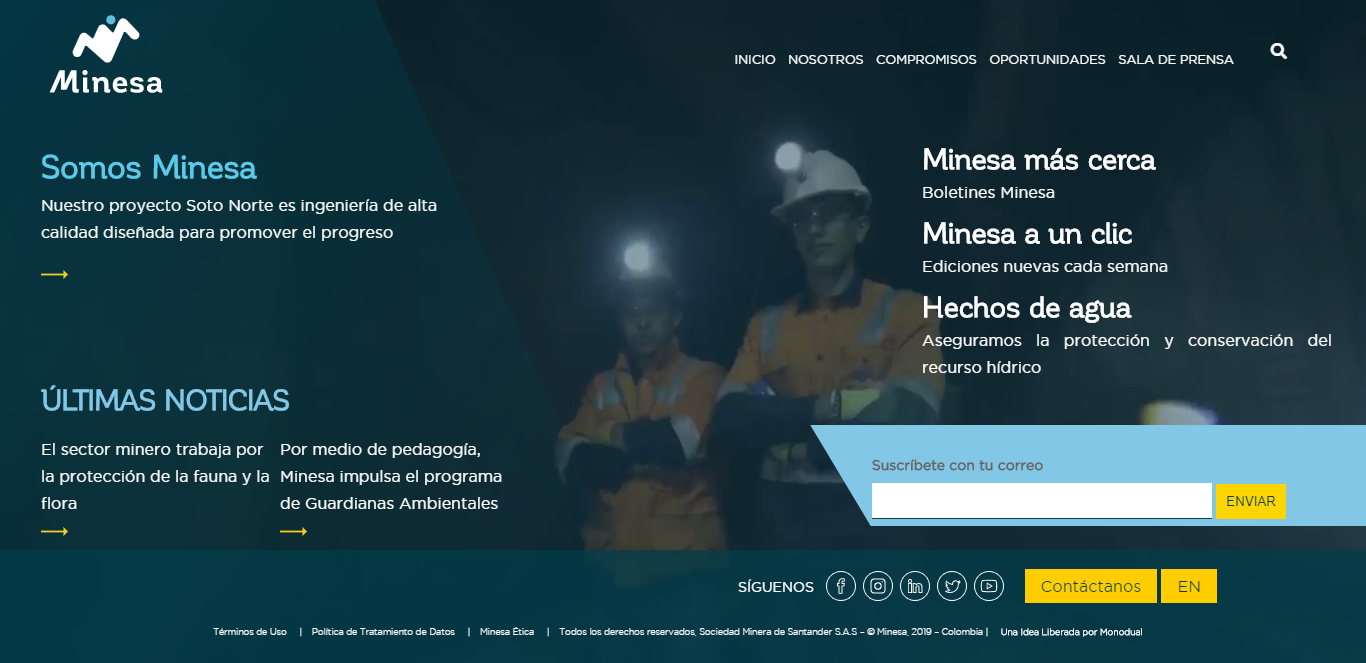 Minesa
INICIO NOSOTROS COMPROMISOS OPORTUNIDADES SALA DE PRENSA
Somos Minesa
Nuestro proyecto Soto Norte es ingeniería de alta
calidad diseñada para promover el progreso
Minesa más cerca
Boletines Minesa
Minesa a un clic
Ediciones nuevas cada semana
Hechos de agua
Aseguramos la protección y conservación del
recurso hídrico
ÚLTIMAS NOTICIAS
El sector minero trabaja por
la protección de la fauna y la
flora
Por medio de pedagogía,
Minesa impulsa el programa
de Guardianas Ambientales
Suscríbete con tu correo
ENVIAR
SÍGUENOS
Contáctanos EN
Términos de Uso | Política de Tratamiento de Datos | Minesa Ética | Todos los derechos reservados, Sociedad Minera de Santander S.A.S – © Minesa, 2019 – Colombia | Una Idea Liberada por Monodual